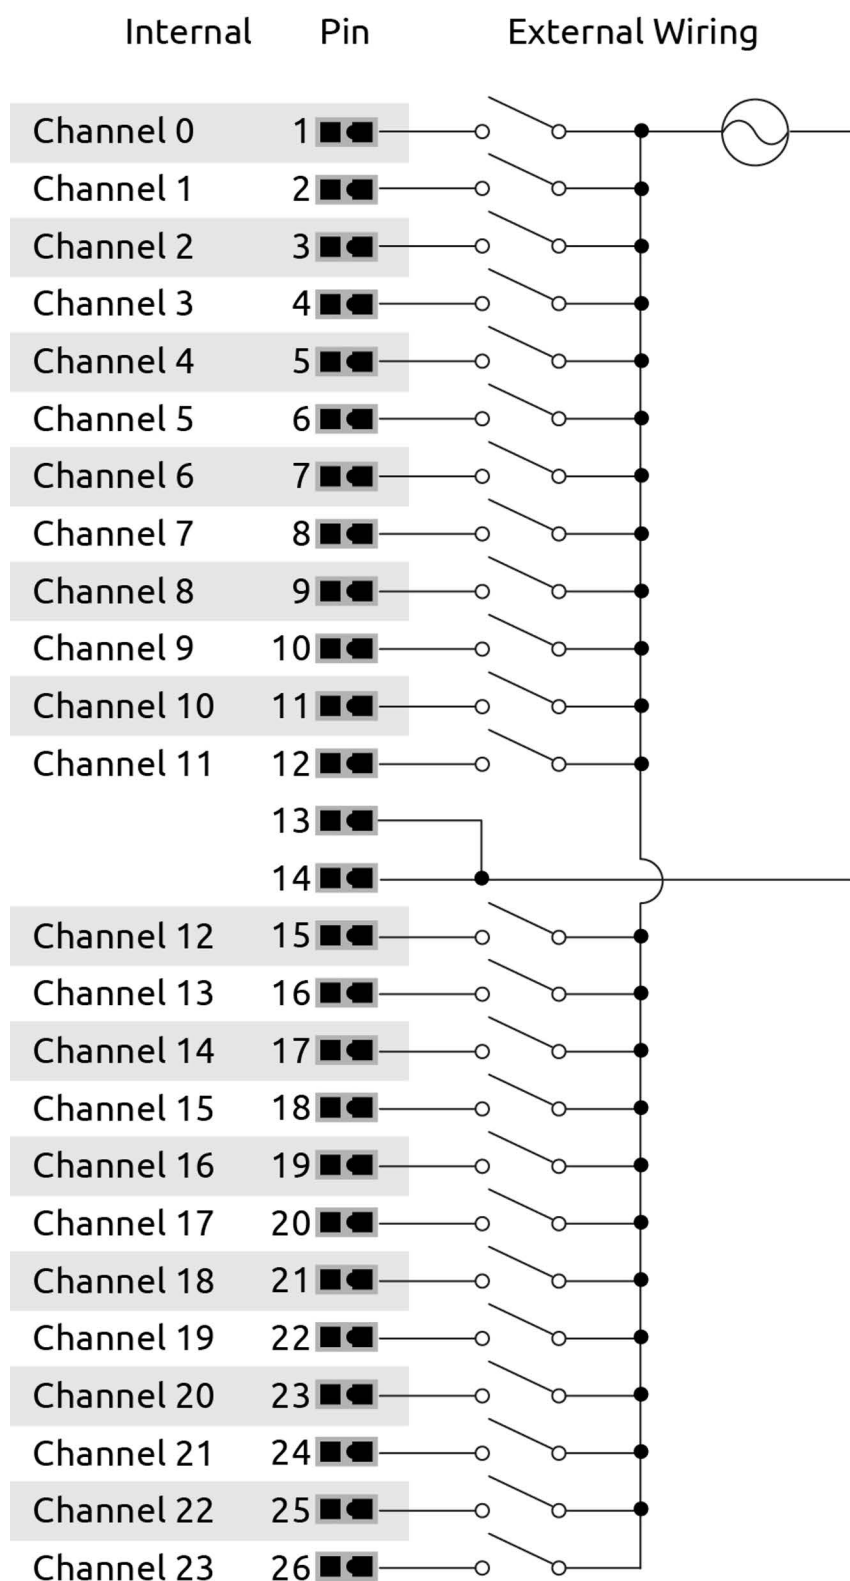 Internal Pin External Wiring
Channel 0 1
Channel 1 2
Channel 2 3
Channel 3 4
Channel 4 5
Channel 5 6
Channel 6 7
Channel 7 8
Channel 8 9
Channel 9 10
Channel 10 11
Channel 11 12
13
14
Channel 12 15
Channel 13 16
Channel 14 17
Channel 15 18
Channel 16 19
Channel 17 20
Channel 18 21
Channel 19 22
Channel 20 23
Channel 21 24
Channel 22 25
Channel 23 26